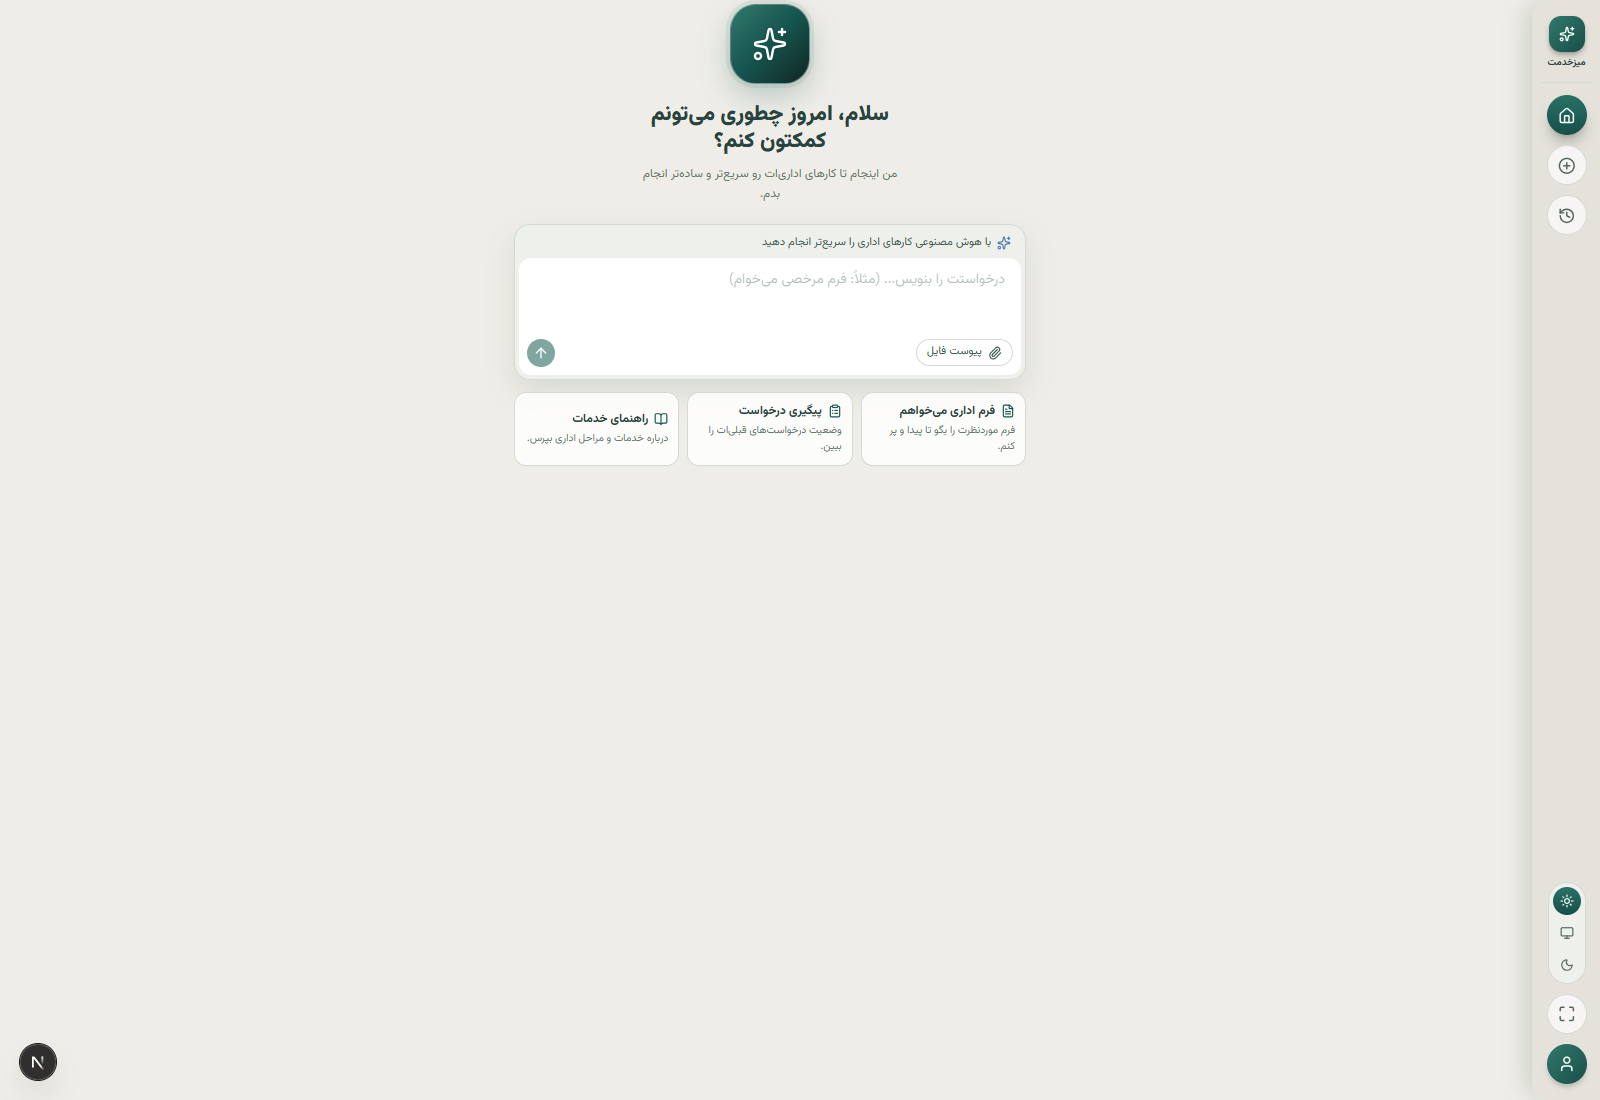 میزخدمت
سلام، امروز چطوری می‌تونم
کمکتون کنم؟
من اینجام تا کارهای اداری‌ات رو سریع‌تر و ساده‌تر انجام
بدم.
با هوش مصنوعی کارهای اداری را سریع‌تر انجام دهید
درخواستت را بنویس... (مثلاً: فرم مرخصی می‌خوام)
پیوست فایل
فرم اداری می‌خواهم
فرم موردنظرت را بگو تا پیدا و پر
کنم.
پیگیری درخواست
وضعیت درخواست‌های قبلی‌ات را
ببین.
راهنمای خدمات
درباره خدمات و مراحل اداری بپرس.
N